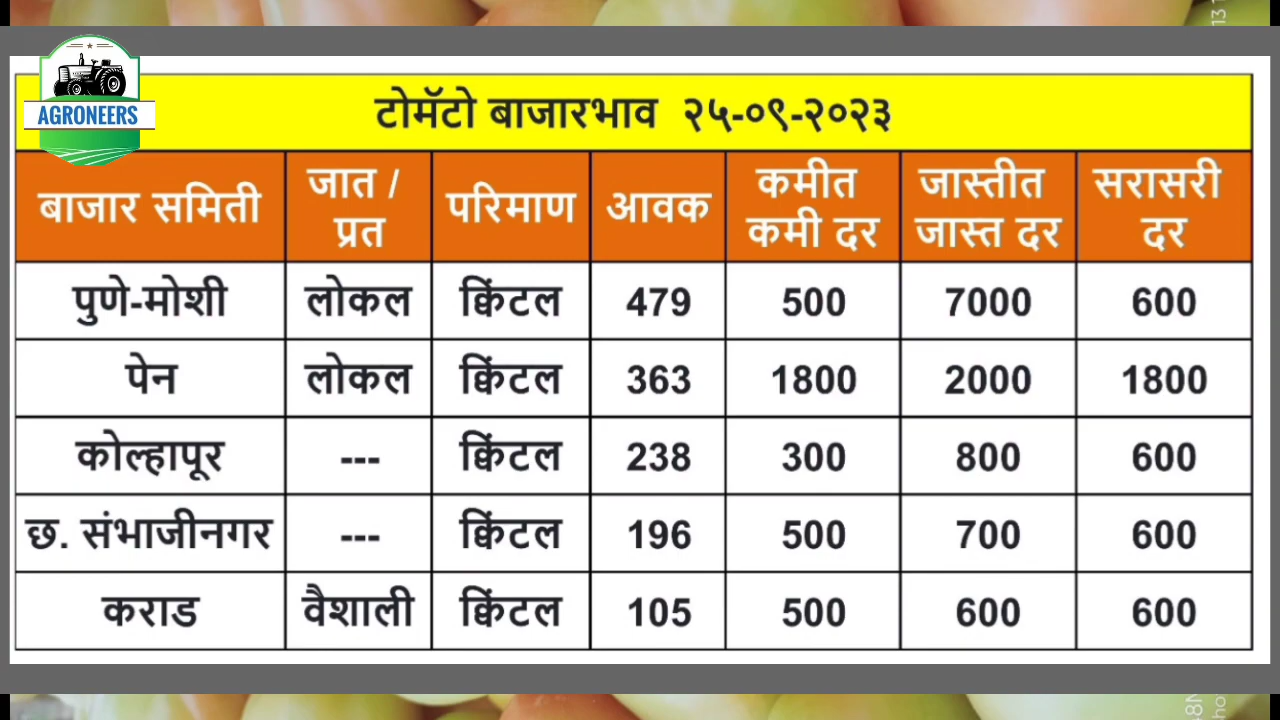 AGRONEERS
टोमॅटो बाजारभाव २५-०९-२०२३
बाजार समिती जात / प्रत परिमाण आवक कमीत कमी दर जास्तीत जास्त दर सरासरी दर
पुणे-मोशी लोकल क्विंटल 479 500 7000 600
पेन लोकल क्विंटल 363 1800 2000 1800
कोल्हापूर --- क्विंटल 238 300 800 600
छ. संभाजीनगर --- क्विंटल 196 500 700 600
कराड वैशाली क्विंटल 105 500 600 600